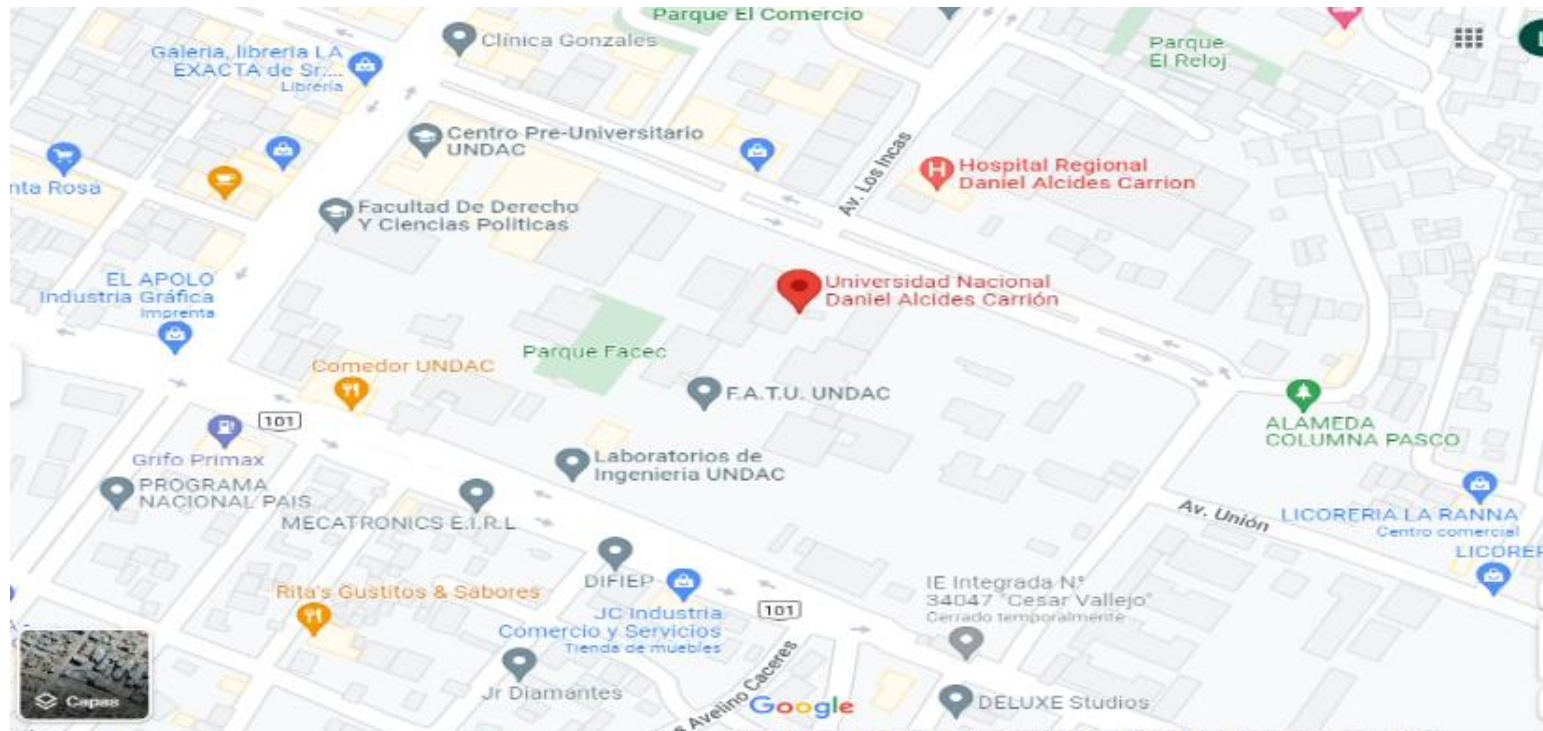 Parque El Comercio
Clínica Gonzales
Galeria, libreria LA
EXACTA de Sr....
Librería
Parque
El Reloj
Centro Pre-Universitario
UNDAC
Av. Los Incas
Hospital Regional
Daniel Alcides Carrion
nta Rosa
Facultad De Derecho
Y Ciencias Politicas
EL APOLO
Industria Gráfica
Imprenta
Universidad Nacional
Daniel Alcides Carrión
Parque Facec
Comedor UNDAC
F.A.T.U. UNDAC
101
ALAMEDA
COLUMNA PASCO
Grifo Primax
Laboratorios de
Ingenieria UNDAC
PROGRAMA
NACIONAL PAIS
MECATRONICS E.I.R.L
Av. Unión
LICORERIA LA RANNA
Centro comercial
LICORER
DIFIEP
Rita's Gustitos & Sabores
IE Integrada N°
34047 "Cesar Vallejo"
Cerrado temporalmente
JC Industria
Comercio y Servicios
Tienda de muebles
101
s Avelino Caceres
Jr Diamantes
Capas
Google
DELUXE Studios